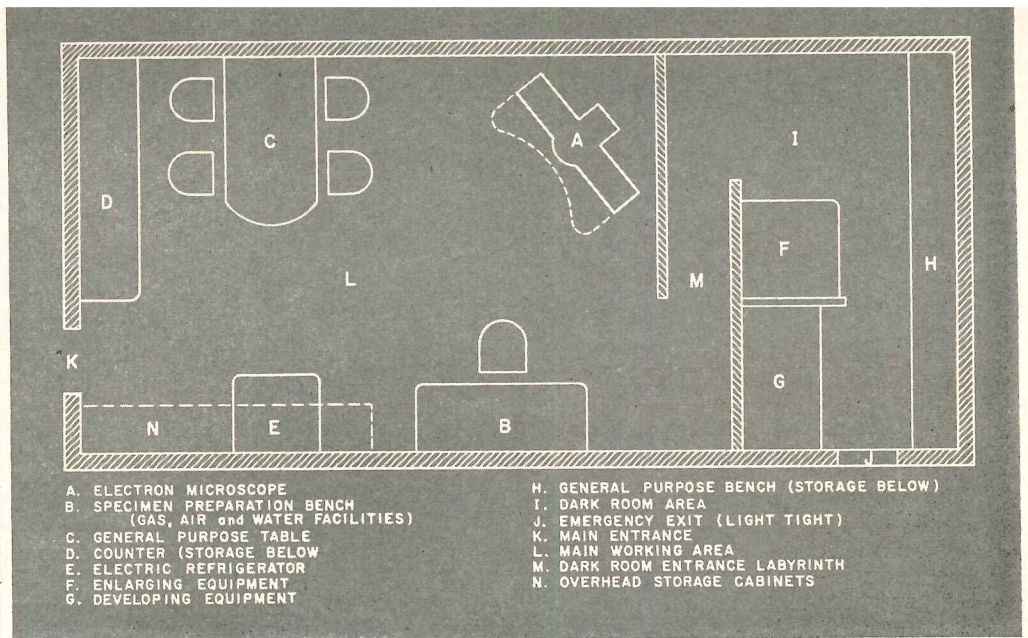 A
C
I
D
F
H
L
M
K
G
N
E
B
J
A. ELECTRON MICROSCOPE
B. SPECIMEN PREPARATION BENCH
(GAS, AIR and WATER FACILITIES)
C. GENERAL PURPOSE TABLE
D. COUNTER (STORAGE BELOW
E. ELECTRIC REFRIGERATOR
F. ENLARGING EQUIPMENT
G. DEVELOPING EQUIPMENT
H. GENERAL PURPOSE BENCH (STORAGE BELOW)
I. DARK ROOM AREA
J. EMERGENCY EXIT (LIGHT TIGHT)
K. MAIN ENTRANCE
L. MAIN WORKING AREA
M. DARK ROOM ENTRANCE LABYRINTH
N. OVERHEAD STORAGE CABINETS